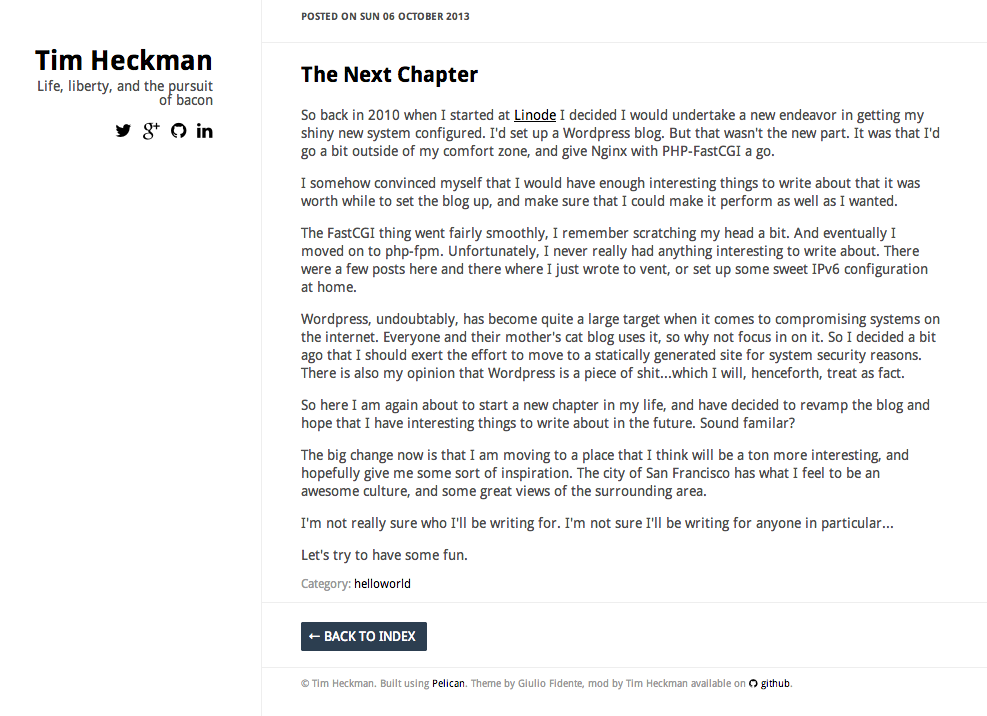 Tim Heckman
Life, liberty, and the pursuit
of bacon
POSTED ON SUN 06 OCTOBER 2013
The Next Chapter
So back in 2010 when I started at Linode I decided I would undertake a new endeavor in getting my
shiny new system configured. I'd set up a Wordpress blog. But that wasn't the new part. It was that I'd
go a bit outside of my comfort zone, and give Nginx with PHP-FastCGI a go.
I somehow convinced myself that I would have enough interesting things to write about that it was
worth while to set the blog up, and make sure that I could make it perform as well as I wanted.
The FastCGI thing went fairly smoothly, I remember scratching my head a bit. And eventually I
moved on to php-fpm. Unfortunately, I never really had anything interesting to write about. There
were a few posts here and there where I just wrote to vent, or set up some sweet IPv6 configuration
at home.
Wordpress, undoubtably, has become quite a large target when it comes to compromising systems on
the internet. Everyone and their mother's cat blog uses it, so why not focus in on it. So I decided a bit
ago that I should exert the effort to move to a statically generated site for system security reasons.
There is also my opinion that Wordpress is a piece of shit...which I will, henceforth, treat as fact.
So here I am again about to start a new chapter in my life, and have decided to revamp the blog and
hope that I have interesting things to write about in the future. Sound familar?
The big change now is that I am moving to a place that I think will be a ton more interesting, and
hopefully give me some sort of inspiration. The city of San Francisco has what I feel to be an
awesome culture, and some great views of the surrounding area.
I'm not really sure who I'll be writing for. I'm not sure I'll be writing for anyone in particular...
Let's try to have some fun.
Category: helloworld
← BACK TO INDEX
© Tim Heckman. Built using Pelican. Theme by Giulio Fidente, mod by Tim Heckman available on github.